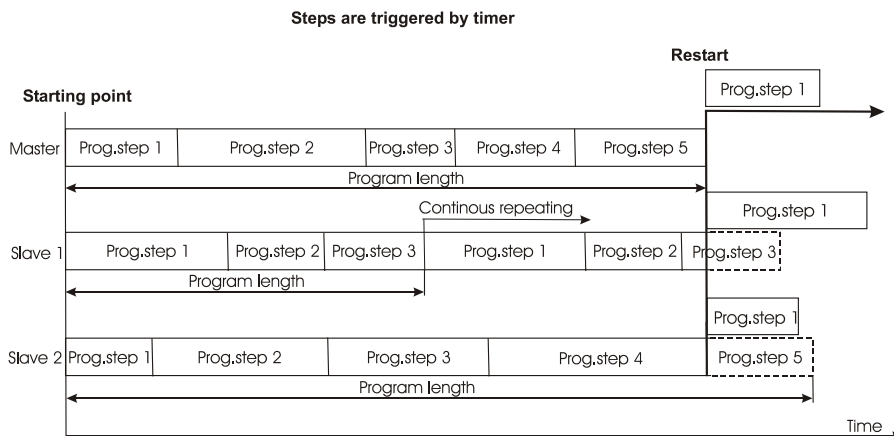 Steps are triggered by timer
Restart
Prog.step 1
Starting point
Master
Prog.step 1 Prog.step 2 Prog.step 3 Prog.step 4 Prog.step 5
Program length
Prog.step 1
Continous repeating
Slave 1
Prog.step 1 Prog.step 2 Prog.step 3 Prog.step 1 Prog.step 2 Prog.step 3
Program length
Prog.step 1
Slave 2
Prog.step 1 Prog.step 2 Prog.step 3 Prog.step 4 Prog.step 5
Program length
Time